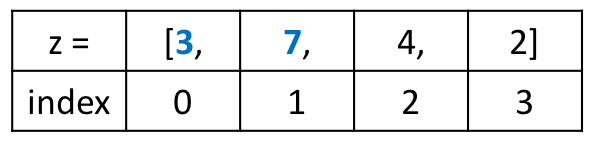 z = [3, 7, 4, 2]
index 0 1 2 3